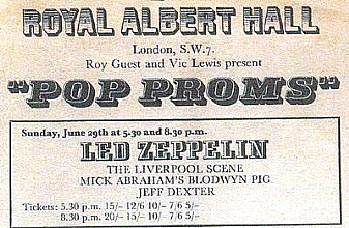 ROYAL ALBERT HALL
London, S.W.7.
Roy Guest and Vic Lewis present
"POP PROMS"
Sunday, June 29th at 5.30 and 8.30 p.m.
LED ZEPPELIN
THE LIVERPOOL SCENE
MICK ABRAHAM'S BLODWYN PIG
JEFF DEXTER
Tickets: 5.30 p.m. 15/- 12/6 10/- 7/6 5/-
8.30 p.m. 20/- 15/- 10/- 7/6 5/-